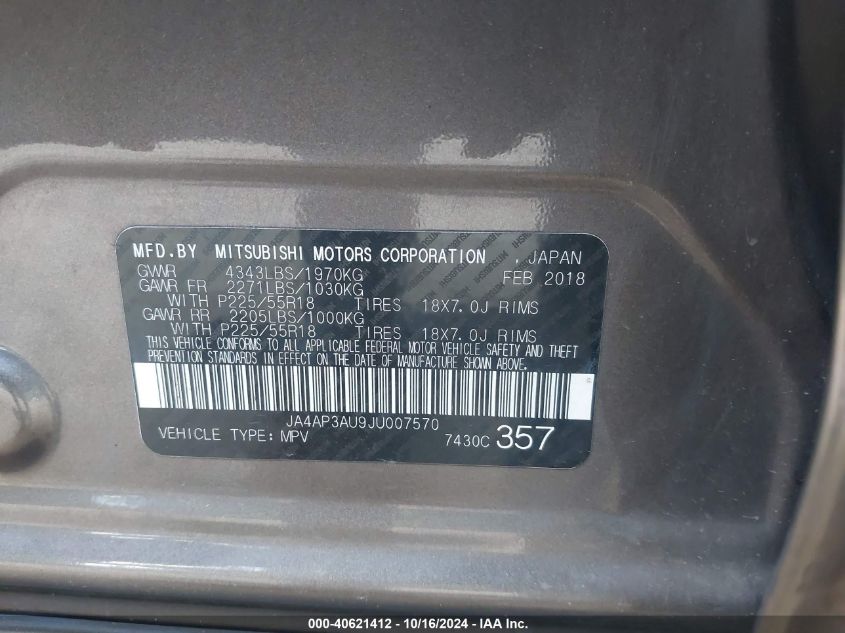 MFD.BY MITSUBISHI MOTORS CORPORATION , JAPAN
GVWR 4343LBS/1970KG FEB 2018
GAWR FR 2271LBS/1030KG
WITH P225/55R18 TIRES 18X7.0J RIMS
GAWR RR 2205LBS/1000KG
WITH P225/55R18 TIRES 18X7.0J RIMS
THIS VEHICLE CONFORMS TO ALL APPLICABLE FEDERAL MOTOR VEHICLE SAFETY AND THEFT
PREVENTION STANDARDS IN EFFECT ON THE DATE OF MANUFACTURE SHOWN ABOVE.
JA4AP3AU9JU007570
VEHICLE TYPE: MPV 7430C 357
000-40621412 - 10/16/2024 - IAA Inc.